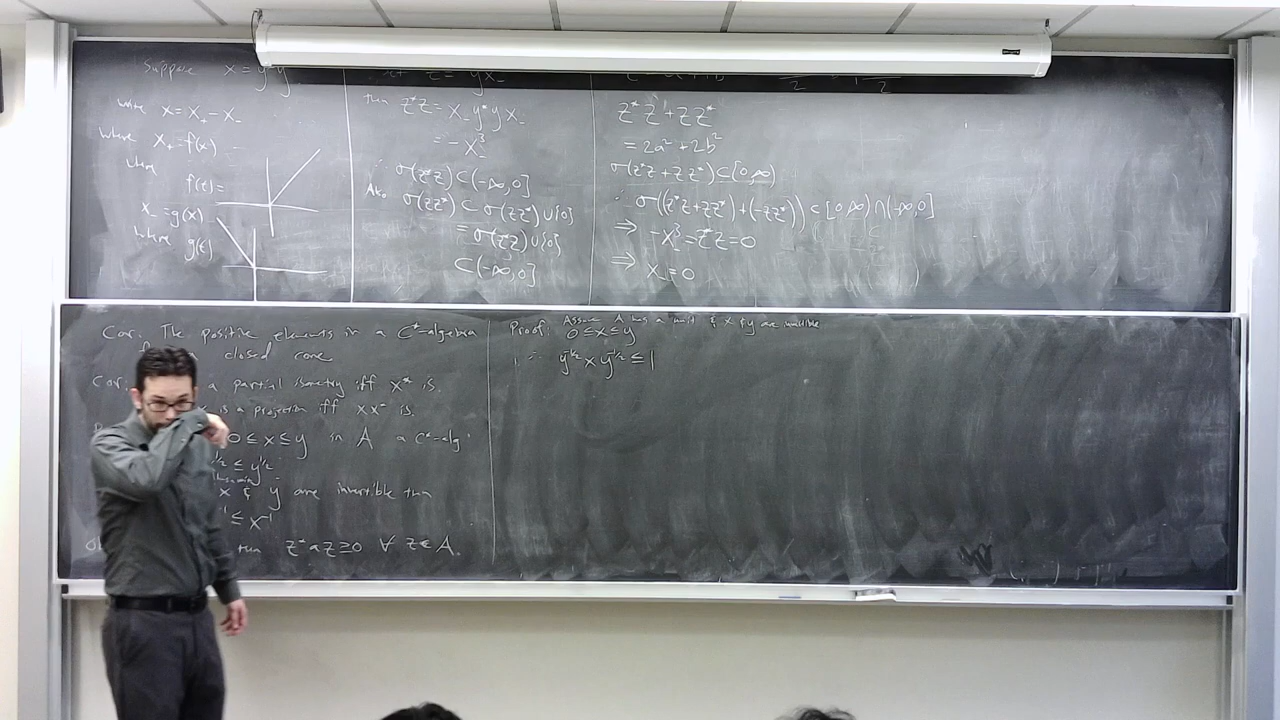 Suppose x = y*y
write x = x₊ - x₋
where x₊ = f(x)
where
f(t) =
x₋ = g(x)
where g(t)
z = yx₋
then z*z = x₋y*yx₋
= -x₋³
∴ σ(z*z) ⊂ (-∞,0]
Also σ(zz*) ⊂ σ(z*z) ∪ {0}
= σ(z*z) ∪ {0}
⊂ (-∞,0]
z*z + zz*
= 2a² + 2b²
σ(z*z + zz*) ⊂ [0,∞)
∴ σ((z*z+zz*)+(-zz*)) ⊂ [0,∞) ∩ (-∞,0]
⇒ -x₋³ = z*z = 0
⇒ x₋ = 0
Cor: The positive elements in a C*-algebra
a closed cone
Cor: a partial isometry iff x* is.
is a projection iff xx* is.
0 ≤ x ≤ y in A a C*-alg.
≤ y^{1/2}
x & y are invertible then
≤ x⁻¹
then z*az ≥ 0 ∀ z ∈ A.
Proof: Assume A has a unit & x & y are invertible
0 ≤ x ≤ y
∴ y^{-1/2} x y^{-1/2} ≤ 1